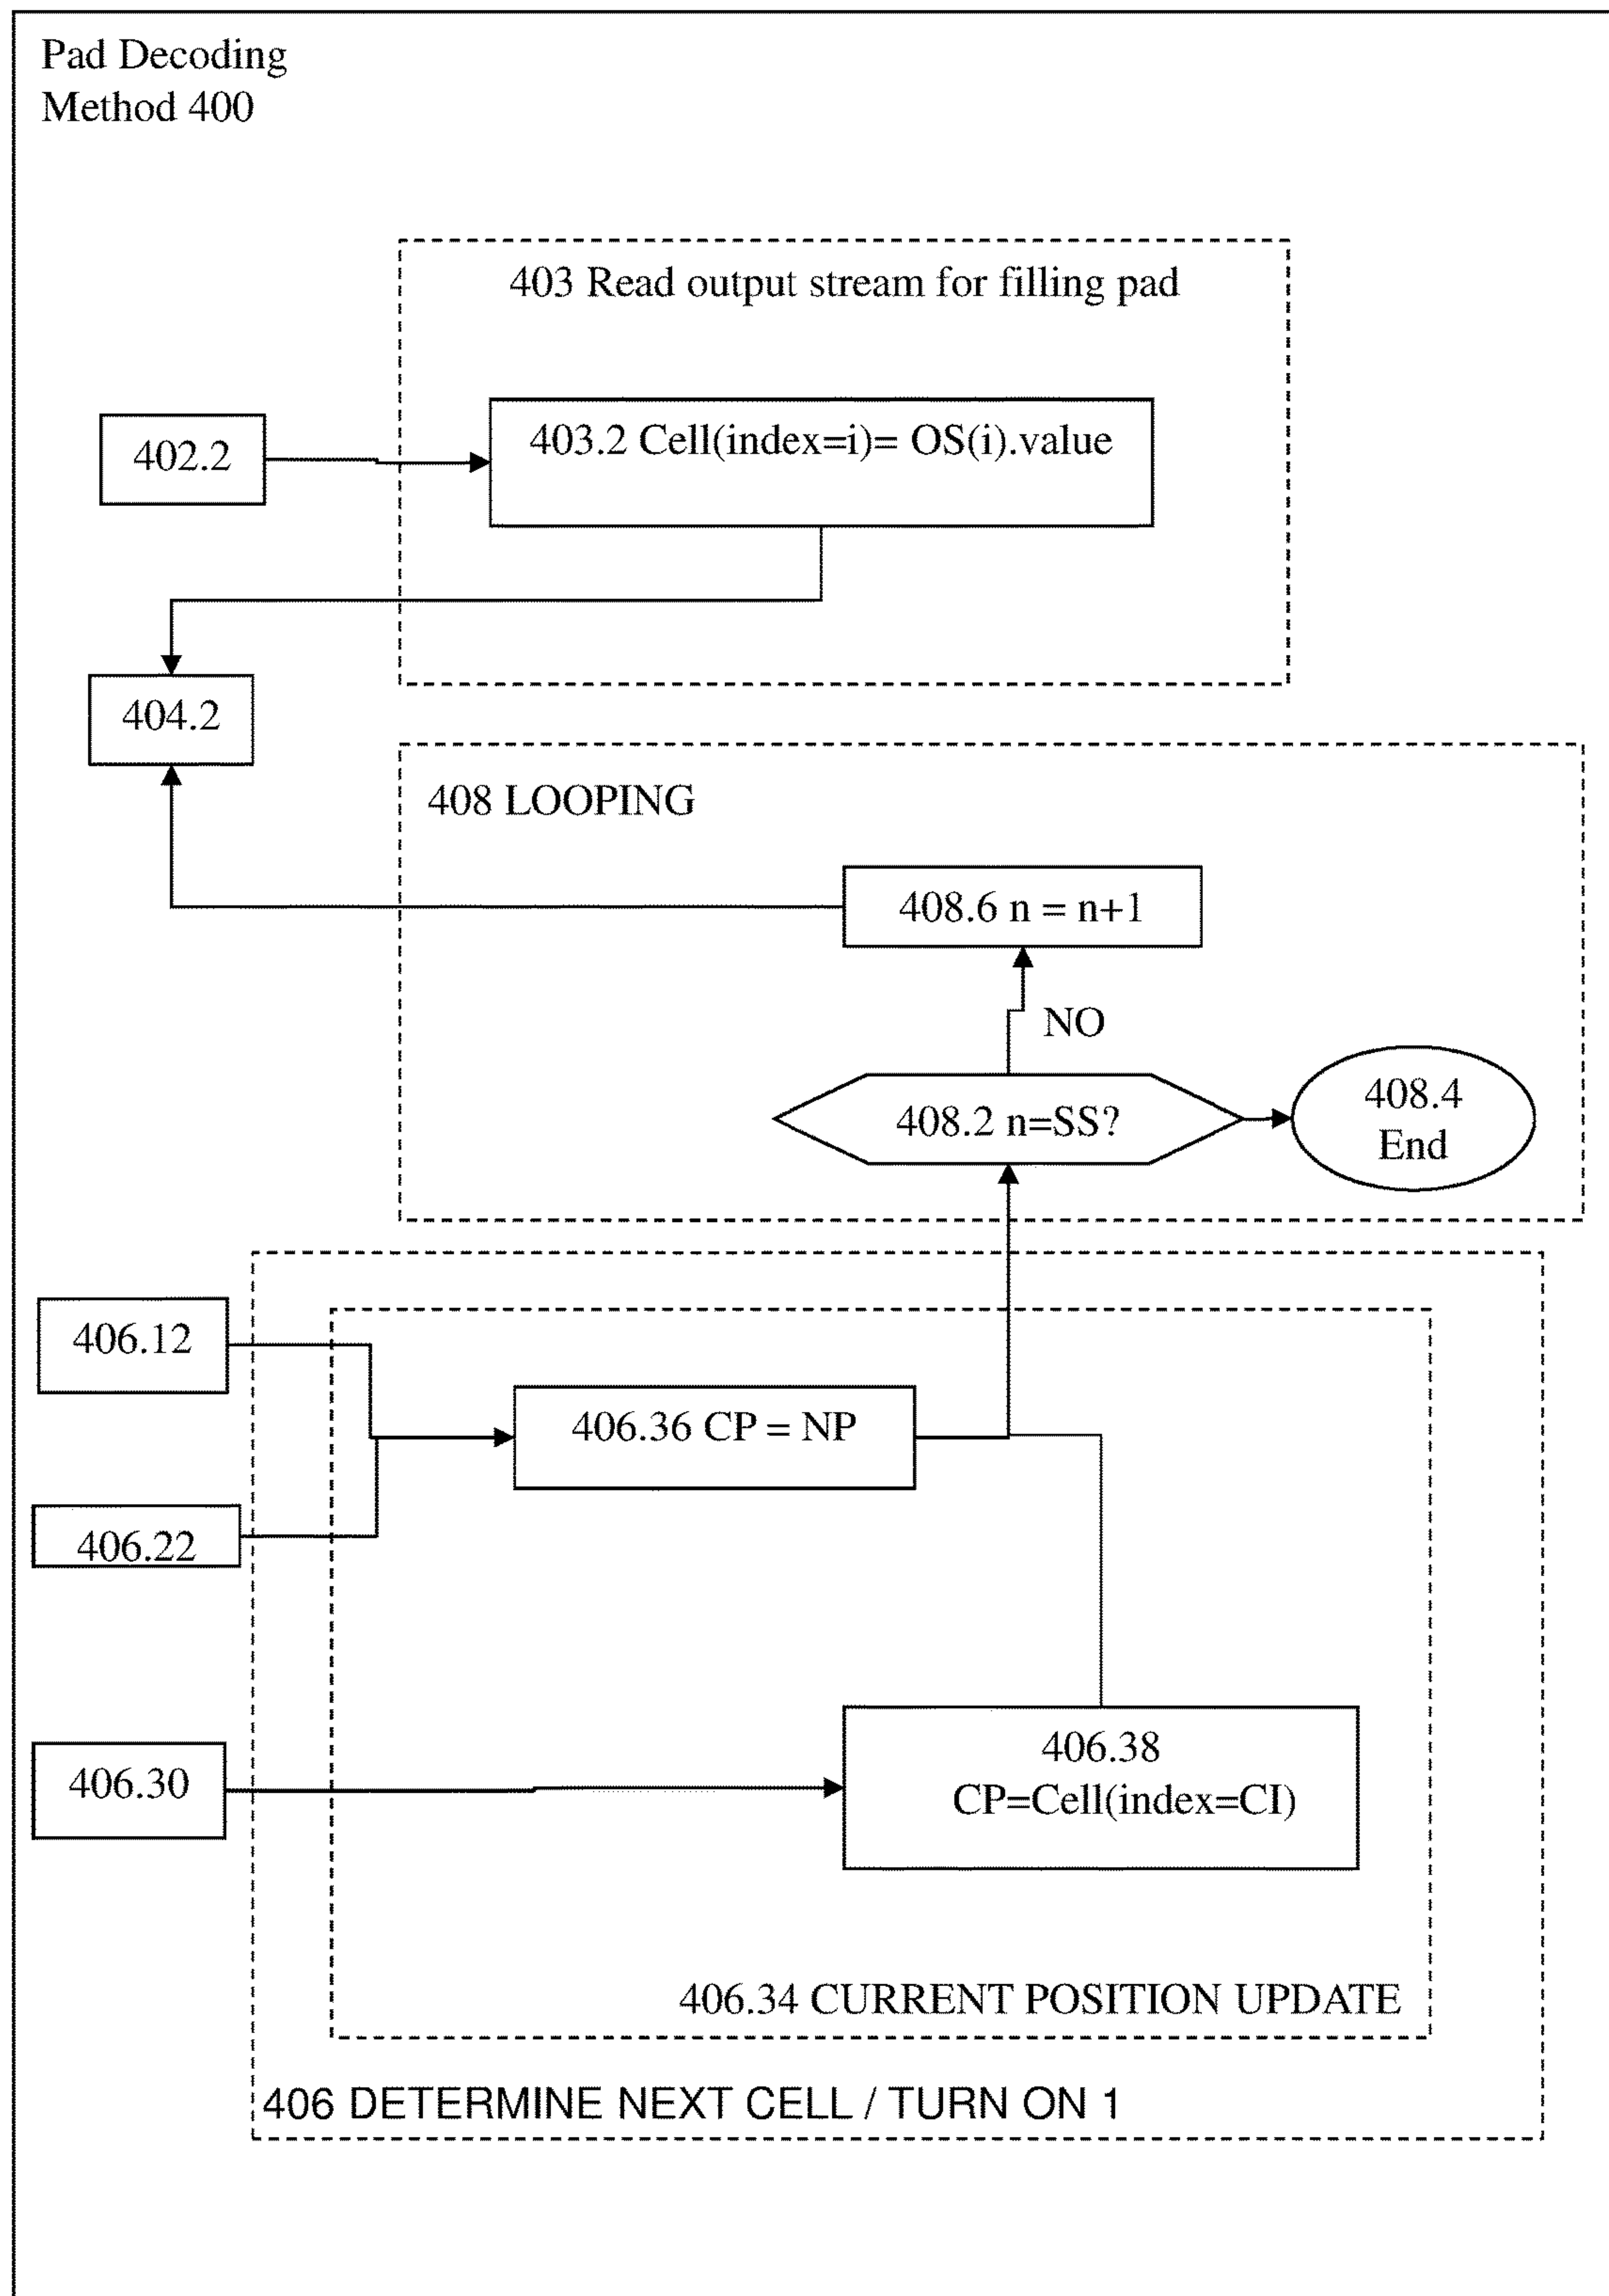 Pad Decoding
Method 400
403 Read output stream for filling pad
402.2
403.2 Cell(index=i)= OS(i).value
404.2
408 LOOPING
408.6 n = n+1
NO
408.2 n=SS?
408.4
End
406.12
406.36 CP = NP
406.22
406.30
406.38
CP=Cell(index=CI)
406.34 CURRENT POSITION UPDATE
406 DETERMINE NEXT CELL / TURN ON 1